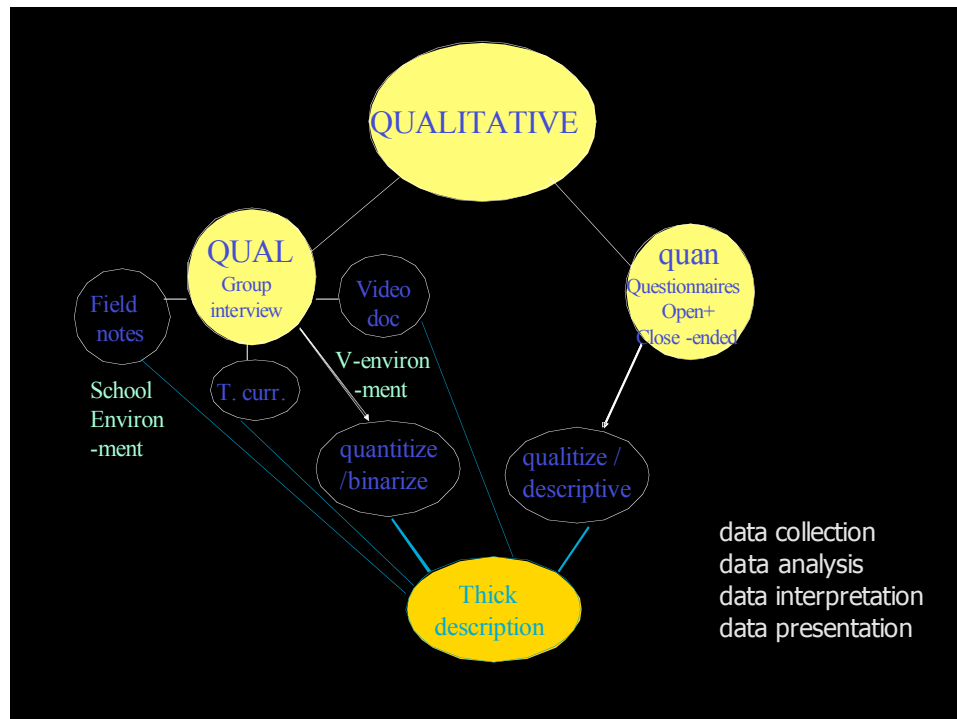 QUALITATIVE
QUAL
Group
interview
quan
Questionnaires
Open+
Close -ended
Field
notes
Video
doc
T. curr.
V-environ
-ment
School
Environ
-ment
quantitize
/binarize
qualitize /
descriptive
Thick
description
data collection
data analysis
data interpretation
data presentation